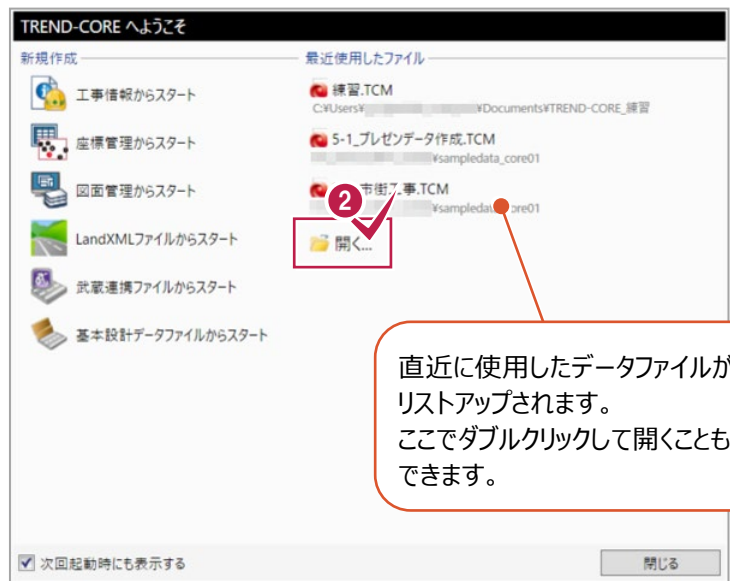 TREND-CORE へようこそ
新規作成
工事情報からスタート
座標管理からスタート
図面管理からスタート
LandXMLファイルからスタート
武蔵連携ファイルからスタート
基本設計データファイルからスタート
最近使用したファイル
練習.TCM
C:¥Users¥ ¥Documents¥TREND-CORE_練習
5-1_プレゼンデータ作成.TCM
¥sampledata_core01
市街 事.TCM
2
開く...
直近に使用したデータファイルが
リストアップされます。
ここでダブルクリックして開くことも
できます。
次回起動時にも表示する
閉じる